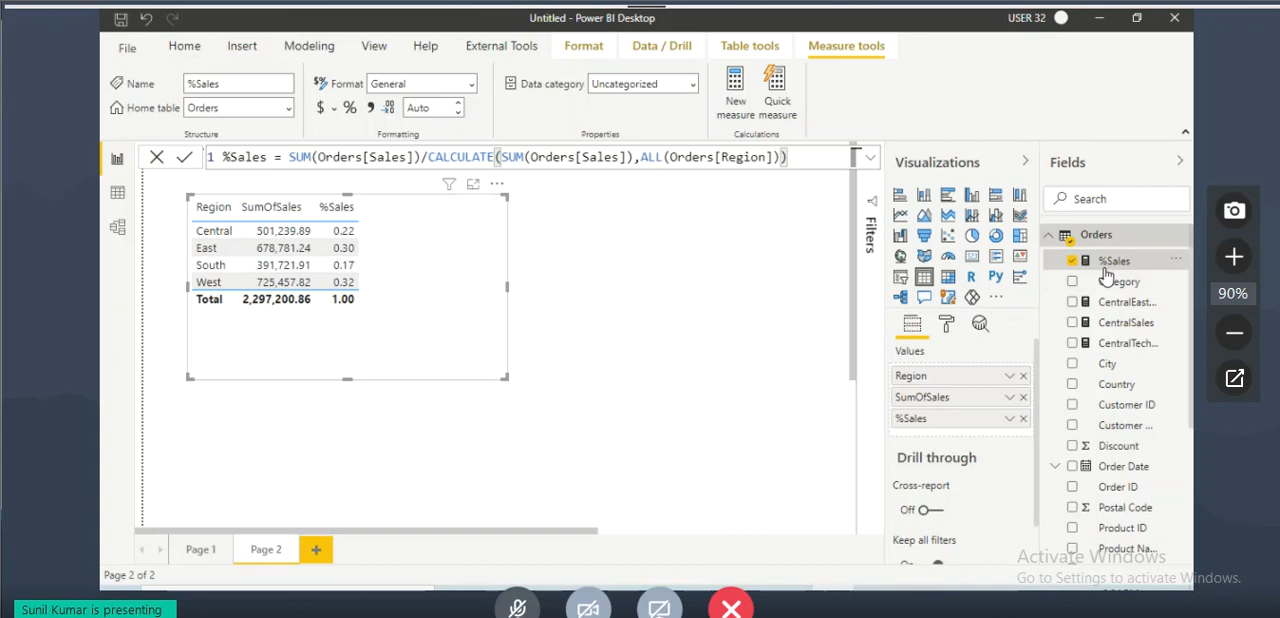 Untitled - Power BI Desktop
USER 32
File
Home
Insert
Modeling
View
Help
External Tools
Format
Data / Drill
Table tools
Measure tools
Name
%Sales
Format
General
Data category
Uncategorized
New
measure
Quick
measure
Home table
Orders
$
%
Auto
Structure
Formatting
Properties
Calculations
1 %Sales = SUM(Orders[Sales])/CALCULATE(SUM(Orders[Sales]),ALL(Orders[Region]))
Region SumOfSales %Sales
Central 501,239.89 0.22
East 678,781.24 0.30
South 391,721.91 0.17
West 725,457.82 0.32
Total 2,297,200.86 1.00
Filters
Visualizations
R
Py
Values
Region
SumOfSales
%Sales
Drill through
Cross-report
Off
Keep all filters
Fields
Search
Orders
%Sales
CentralEast...
CentralSales
CentralTech...
City
Country
Customer ID
Customer ...
Discount
Order Date
Order ID
Postal Code
Product ID
Product Na...
90%
Page 1
Page 2
Page 2 of 2
Activate Windows
Go to Settings to activate Windows.
Sunil Kumar is presenting